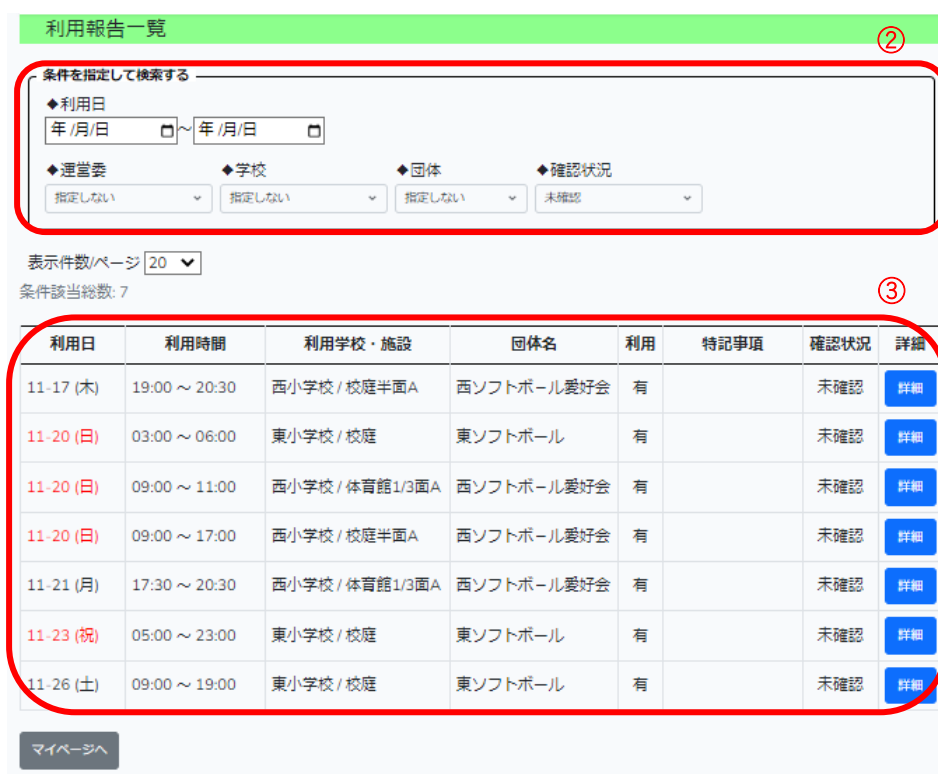 利用報告一覧
②
条件を指定して検索する
◆利用日
年 /月/日 ～ 年 /月/日
◆運営委 ◆学校 ◆団体 ◆確認状況
指定しない 指定しない 指定しない 未確認
表示件数/ページ 20
条件該当総数: 7
③
利用日 利用時間 利用学校・施設 団体名 利用 特記事項 確認状況 詳細
11-17 (木) 19:00 ～ 20:30 西小学校 / 校庭半面A 西ソフトボール愛好会 有 未確認 詳細
11-20 (日) 03:00 ～ 06:00 東小学校 / 校庭 東ソフトボール 有 未確認 詳細
11-20 (日) 09:00 ～ 11:00 西小学校 / 体育館1/3面A 西ソフトボール愛好会 有 未確認 詳細
11-20 (日) 09:00 ～ 17:00 西小学校 / 校庭半面A 西ソフトボール愛好会 有 未確認 詳細
11-21 (月) 17:30 ～ 20:30 西小学校 / 体育館1/3面A 西ソフトボール愛好会 有 未確認 詳細
11-23 (祝) 05:00 ～ 23:00 東小学校 / 校庭 東ソフトボール 有 未確認 詳細
11-26 (土) 09:00 ～ 19:00 東小学校 / 校庭 東ソフトボール 有 未確認 詳細
マイページへ